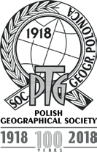 SOC. GEOGR. POLONICA
1918
PTG
POLISH
GEOGRAPHICAL SOCIETY
1918 100 2018
YEARS